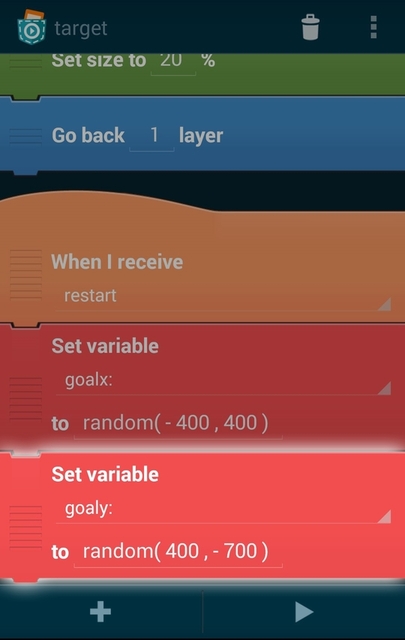 target
Set size to 20 %
Go back 1 layer
When I receive
restart
Set variable
goalx:
to random( - 400 , 400 )
Set variable
goaly:
to random( 400 , - 700 )